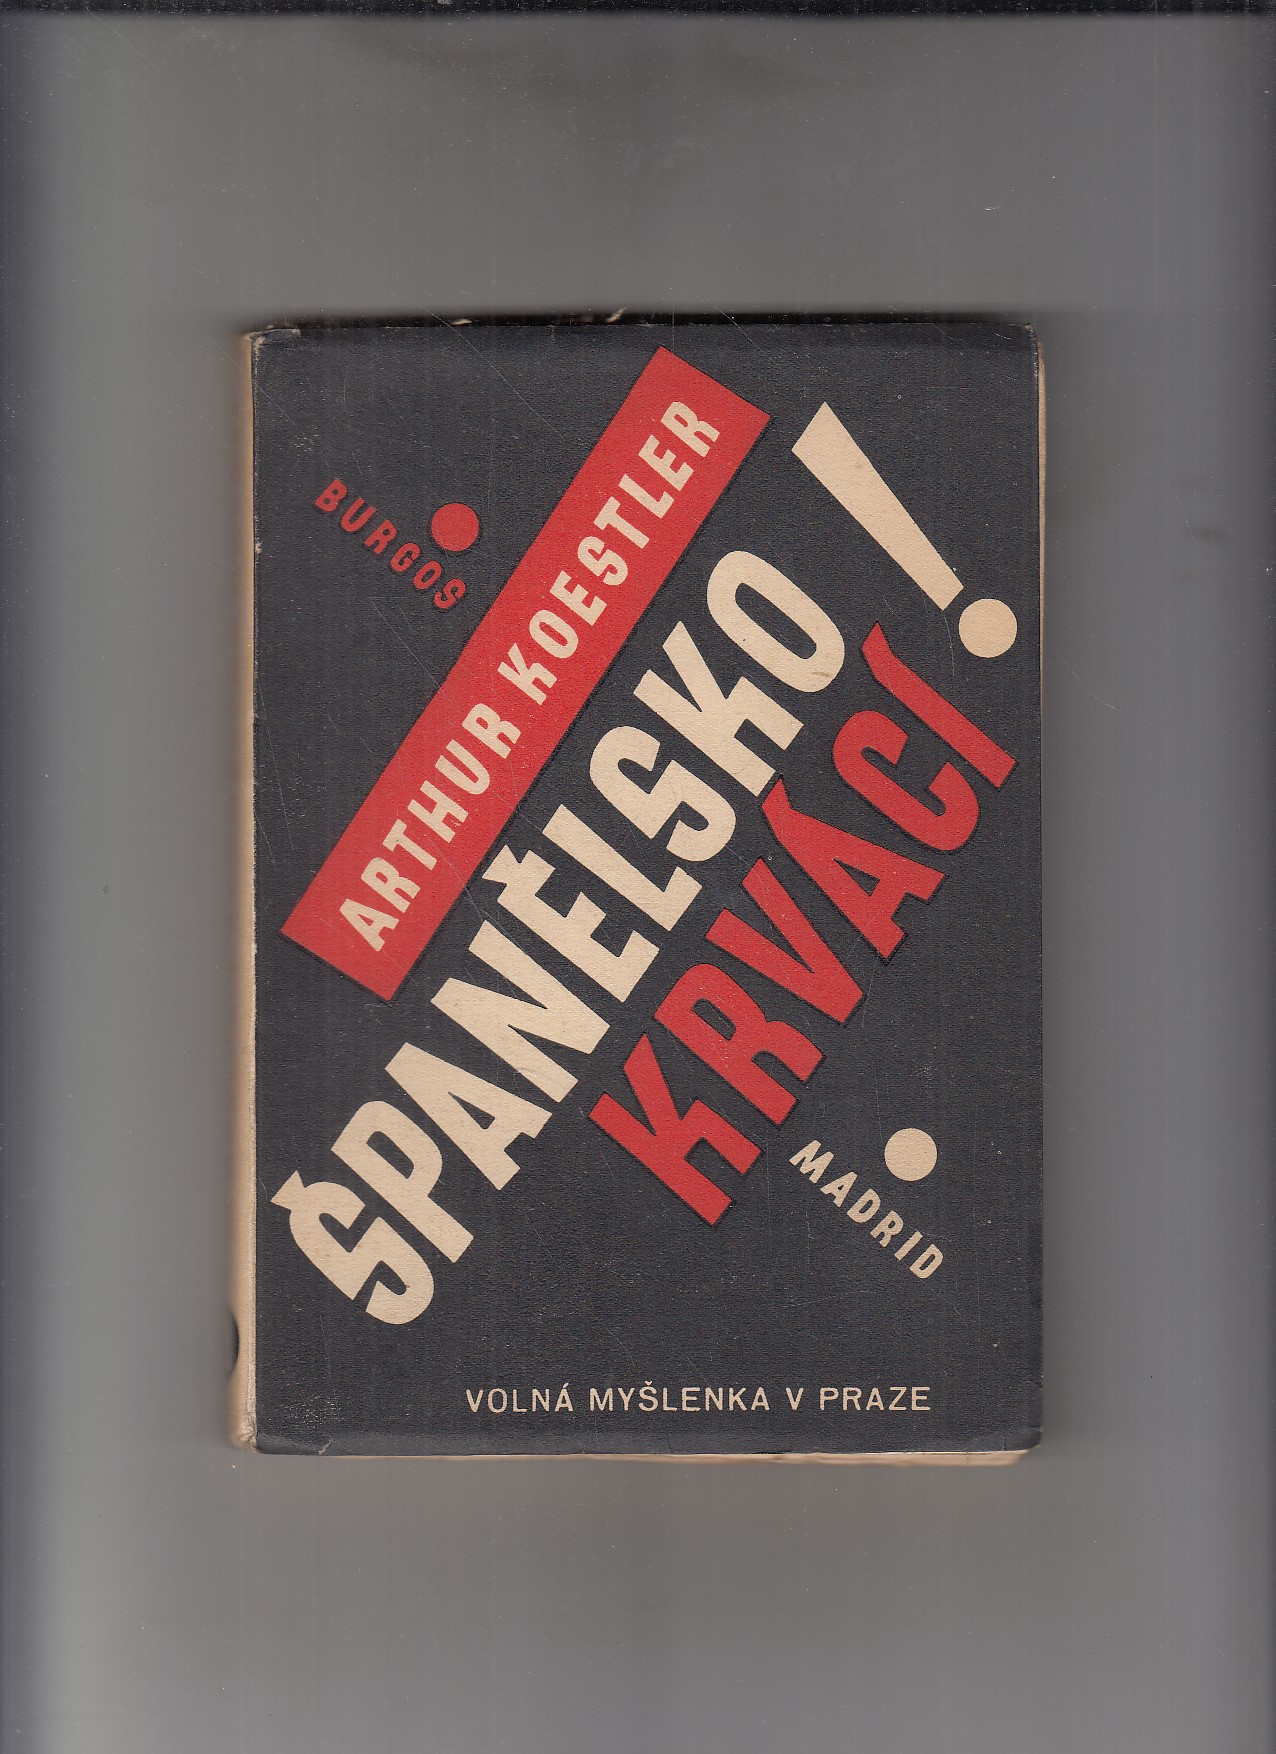 ARTHUR KOESTLER
BURGOS
ŠPANĚLSKO
KRVÁCÍ!
MADRID
VOLNÁ MYŠLENKA V PRAZE